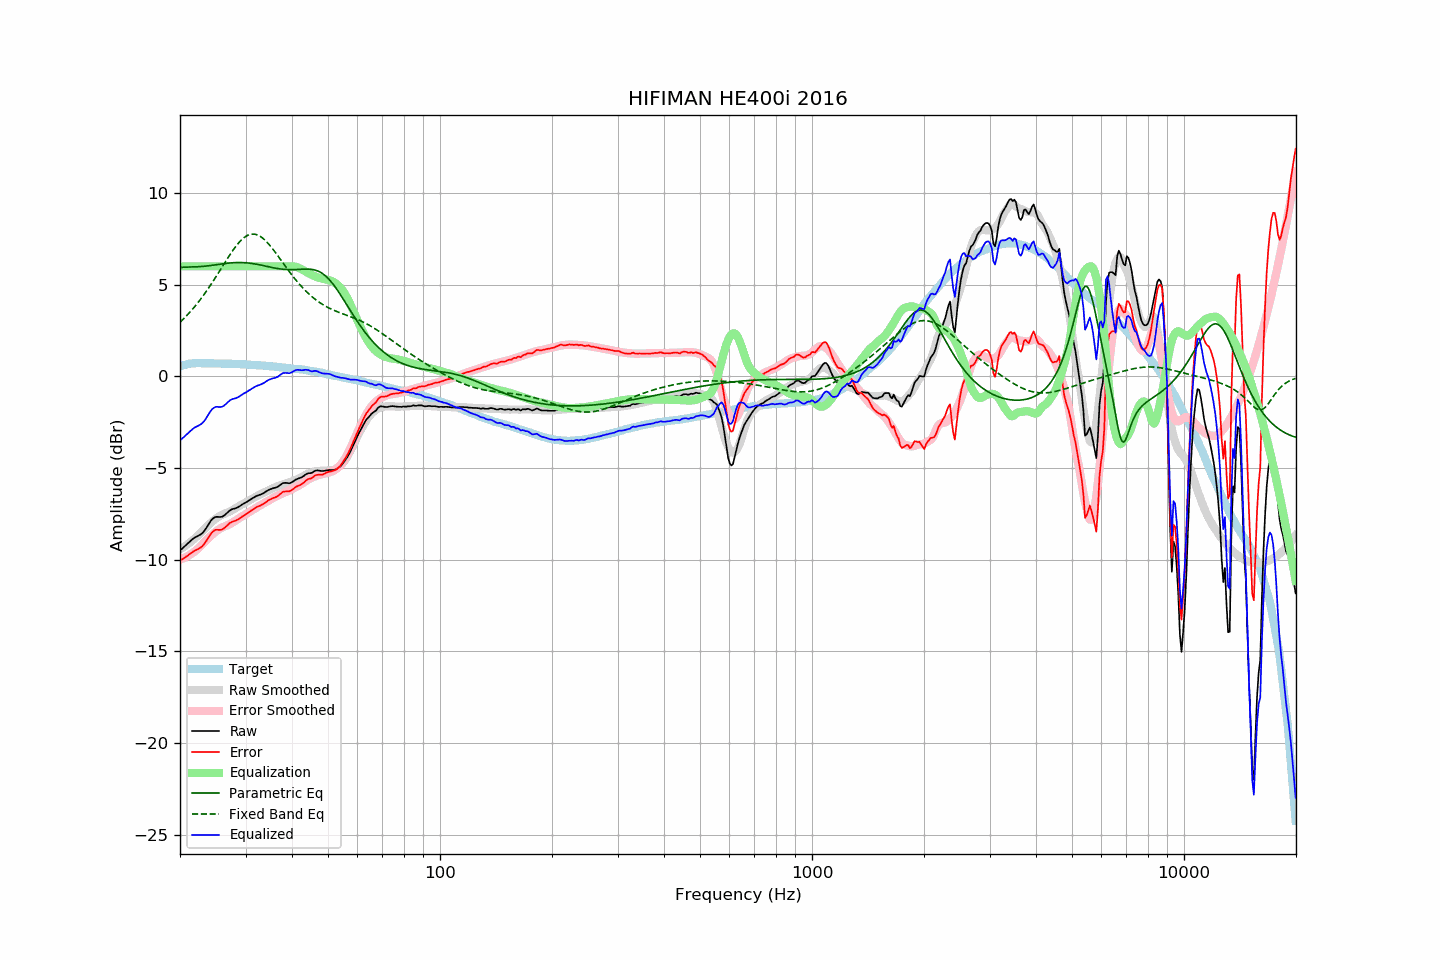 HIFIMAN HE400i 2016
Amplitude (dBr)
10
5
0
−5
−10
−15
−20
−25
Target
Raw Smoothed
Error Smoothed
Raw
Error
Equalization
Parametric Eq
Fixed Band Eq
Equalized
100
1000
10000
Frequency (Hz)